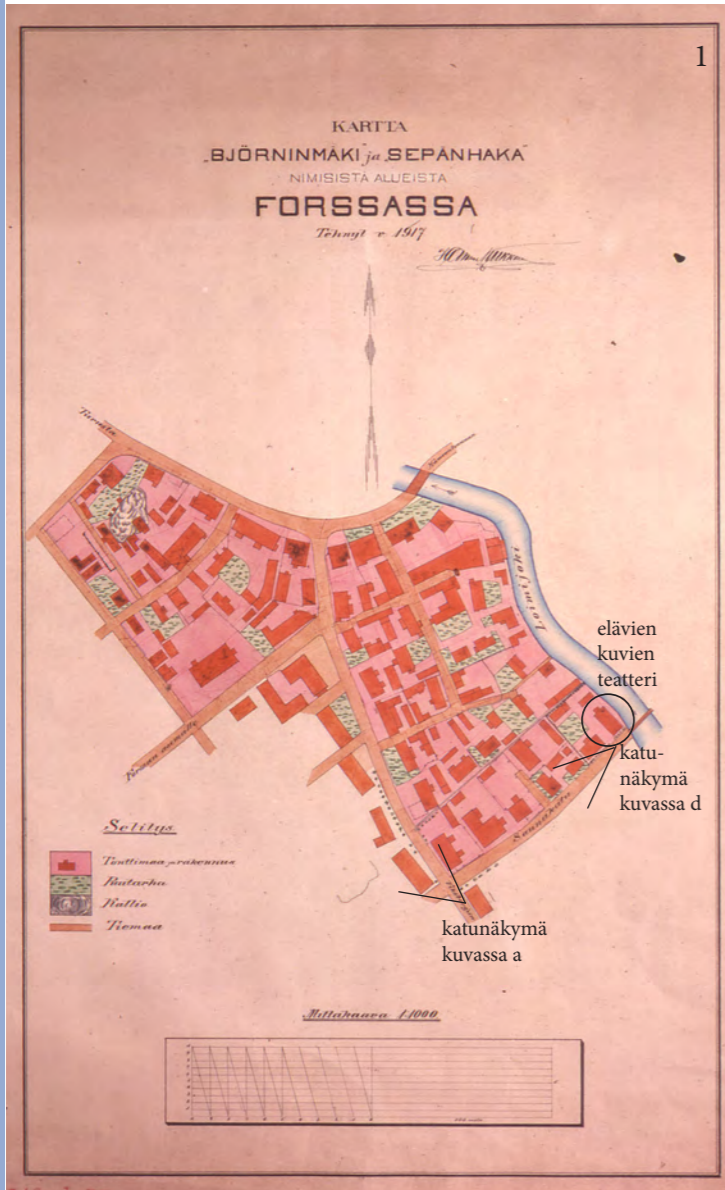 1
KARTTA
„BJÖRNINMÄKI” ja „SEPÄNHAKA”
NIMISISTÄ ALUEISTA
FORSSASSA
Tehnyt v. 1917
Loimijoki
elävien
kuvien
teatteri
katu-
näkymä
kuvassa d
Saunakatu
katunäkymä
kuvassa a
Selitys
Tonttimaa ja rakennus
Puutarha
Kallio
Tiemaa
Mittakaava 1:1000